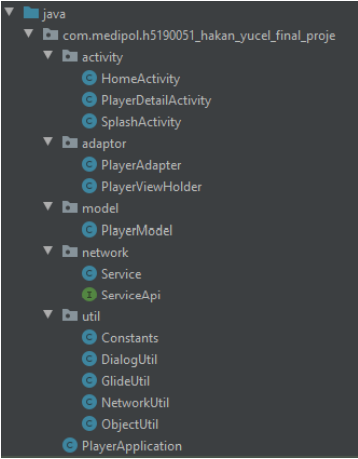 java
com.medipol.h5190051_hakan_yucel_final_proje
activity
C HomeActivity
C PlayerDetailActivity
C SplashActivity
adaptor
C PlayerAdapter
C PlayerViewHolder
model
C PlayerModel
network
C Service
I ServiceApi
util
C Constants
C DialogUtil
C GlideUtil
C NetworkUtil
C ObjectUtil
C PlayerApplication